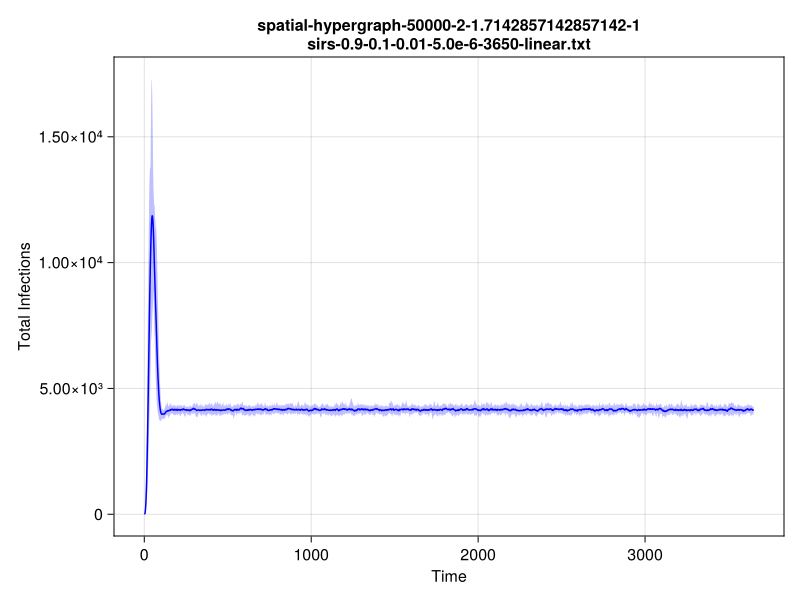 spatial-hypergraph-50000-2-1.7142857142857142-1
sirs-0.9-0.1-0.01-5.0e-6-3650-linear.txt
Total Infections
1.50×10⁴
1.00×10⁴
5.00×10³
0
0 1000 2000 3000
Time